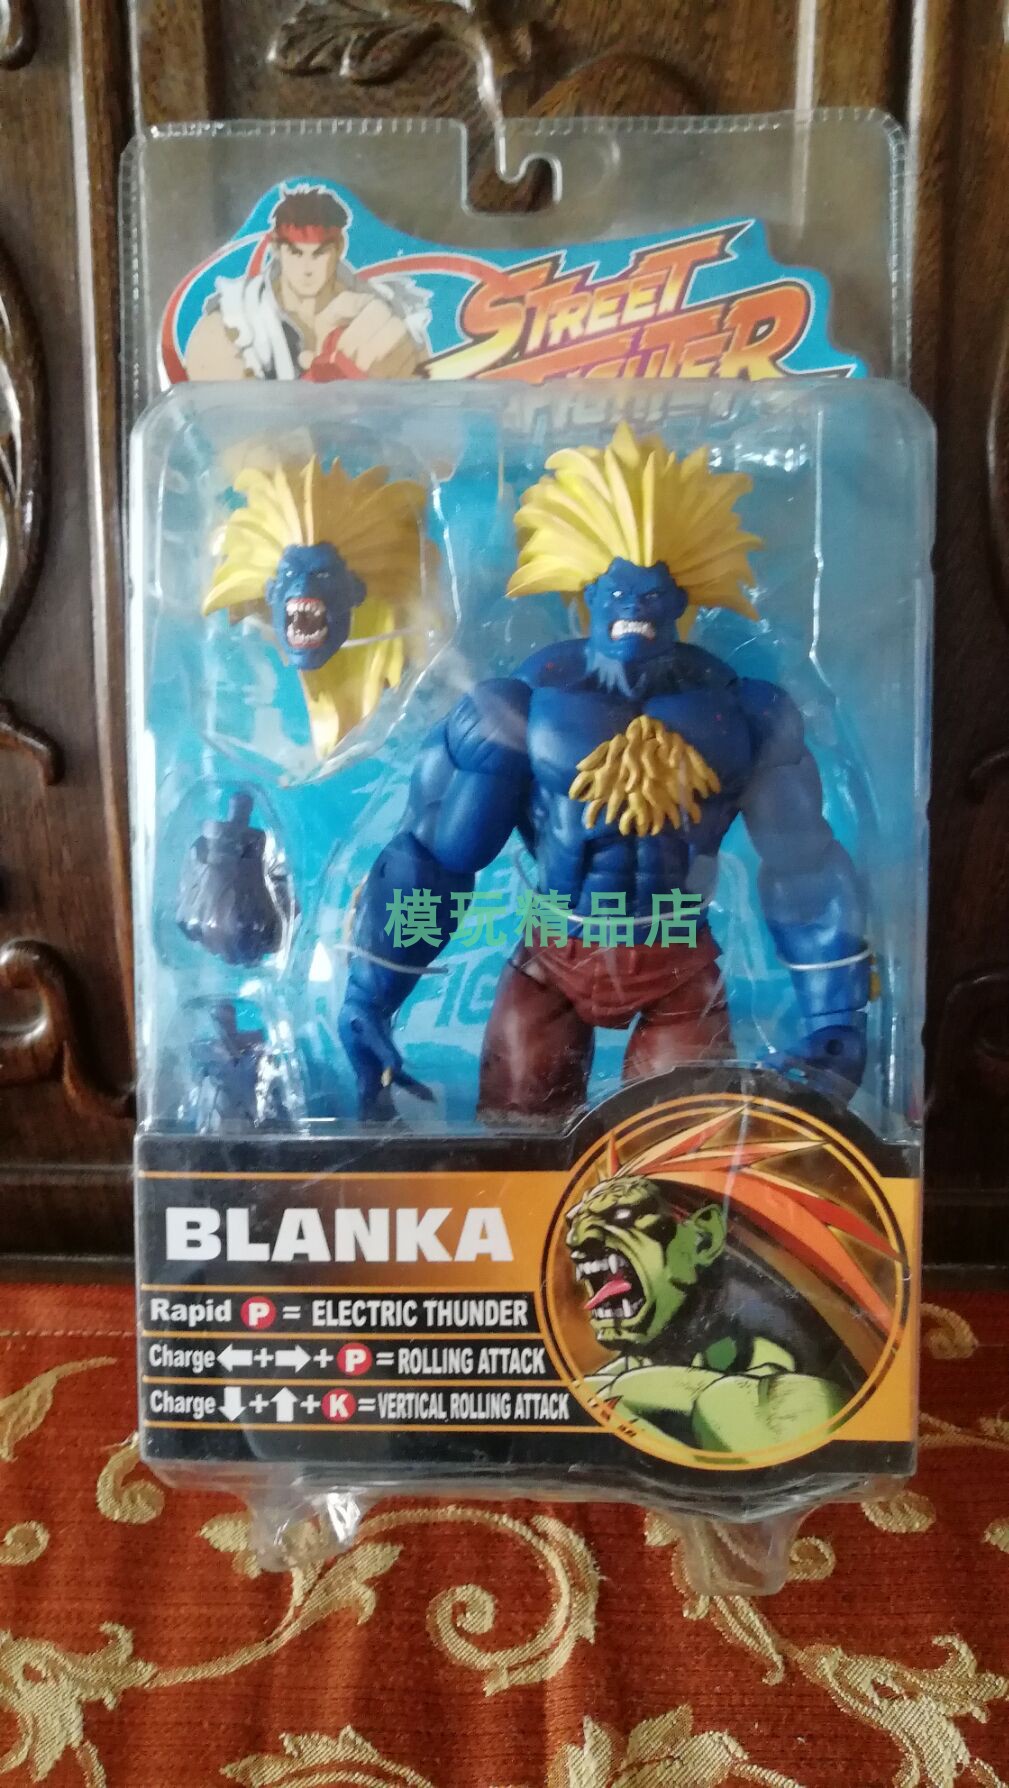 STREET
FIGHTER
模玩精品店
BLANKA
Rapid P = ELECTRIC THUNDER
Charge ← + → + P = ROLLING ATTACK
Charge ↓ + ↑ + K = VERTICAL ROLLING ATTACK